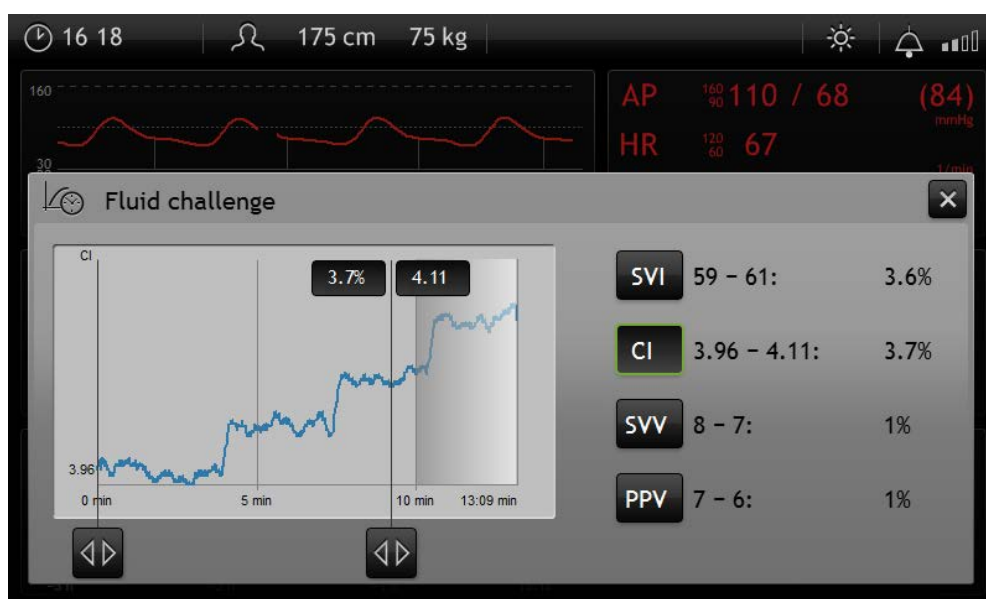 16 18 175 cm 75 kg
160
30
AP 160 90 110 / 68 (84)
mmHg
HR 120 60 67
1/min
Fluid challenge
CI
3.7% 4.11
3.96
0 min 5 min 10 min 13:09 min
SVI 59 – 61: 3.6%
CI 3.96 – 4.11: 3.7%
SVV 8 – 7: 1%
PPV 7 – 6: 1%